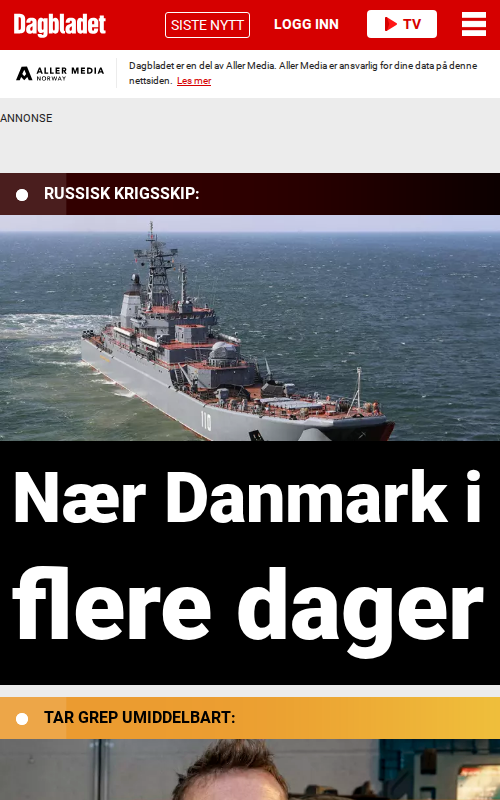 Dagbladet
SISTE NYTT
LOGG INN
TV
ALLER MEDIA
NORWAY
Dagbladet er en del av Aller Media. Aller Media er ansvarlig for dine data på denne
nettsiden. Les mer
ANNONSE
RUSSISK KRIGSSKIP:
110
Nær Danmark i
flere dager
TAR GREP UMIDDELBART: